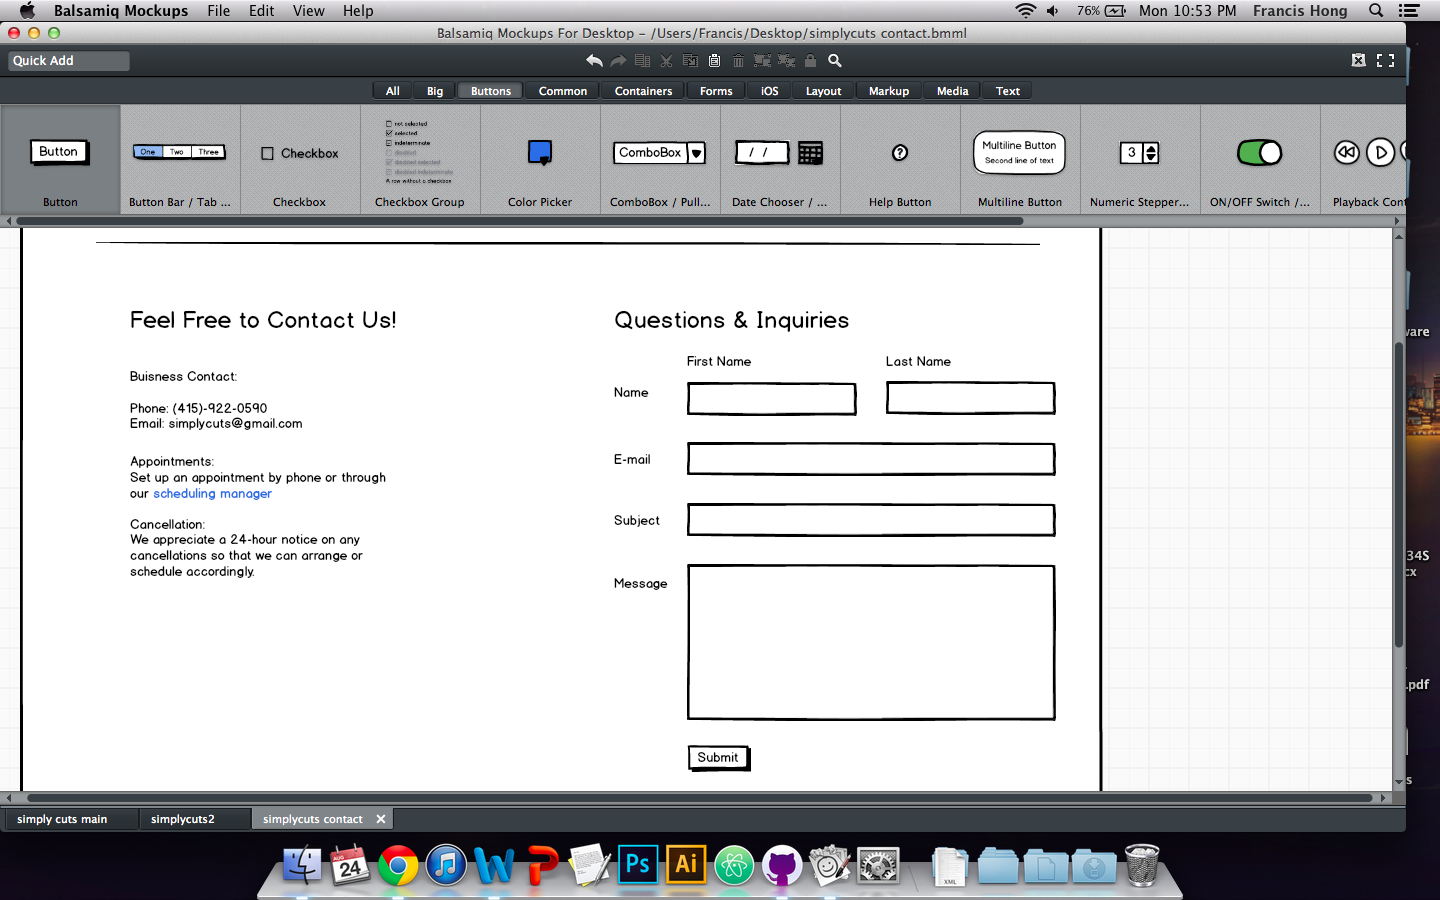 Balsamiq Mockups File Edit View Help 76% Mon 10:53 PM Francis Hong
Balsamiq Mockups For Desktop – /Users/Francis/Desktop/simplycuts contact.bmml
Quick Add
All Big Buttons Common Containers Forms iOS Layout Markup Media Text
Button
One Two Three
Checkbox
not selected
selected
indeterminate
disabled
disabled selected
disabled indeterminate
A row without a checkbox
ComboBox
/ /
?
Multiline Button
Second line of text
3
Button
Button Bar / Tab ...
Checkbox
Checkbox Group
Color Picker
ComboBox / Pull...
Date Chooser / ...
Help Button
Multiline Button
Numeric Stepper...
ON/OFF Switch /...
Playback Cont
Feel Free to Contact Us!
Buisness Contact:
Phone: (415)-922-0590
Email: simplycuts@gmail.com
Appointments:
Set up an appointment by phone or through
our scheduling manager
Cancellation:
We appreciate a 24-hour notice on any
cancellations so that we can arrange or
schedule accordingly.
Questions & Inquiries
First Name Last Name
Name
E-mail
Subject
Message
Submit
ware
34S
cx
.pdf
s
simply cuts main simplycuts2 simplycuts contact
AUG
24
Ps
Ai
XML